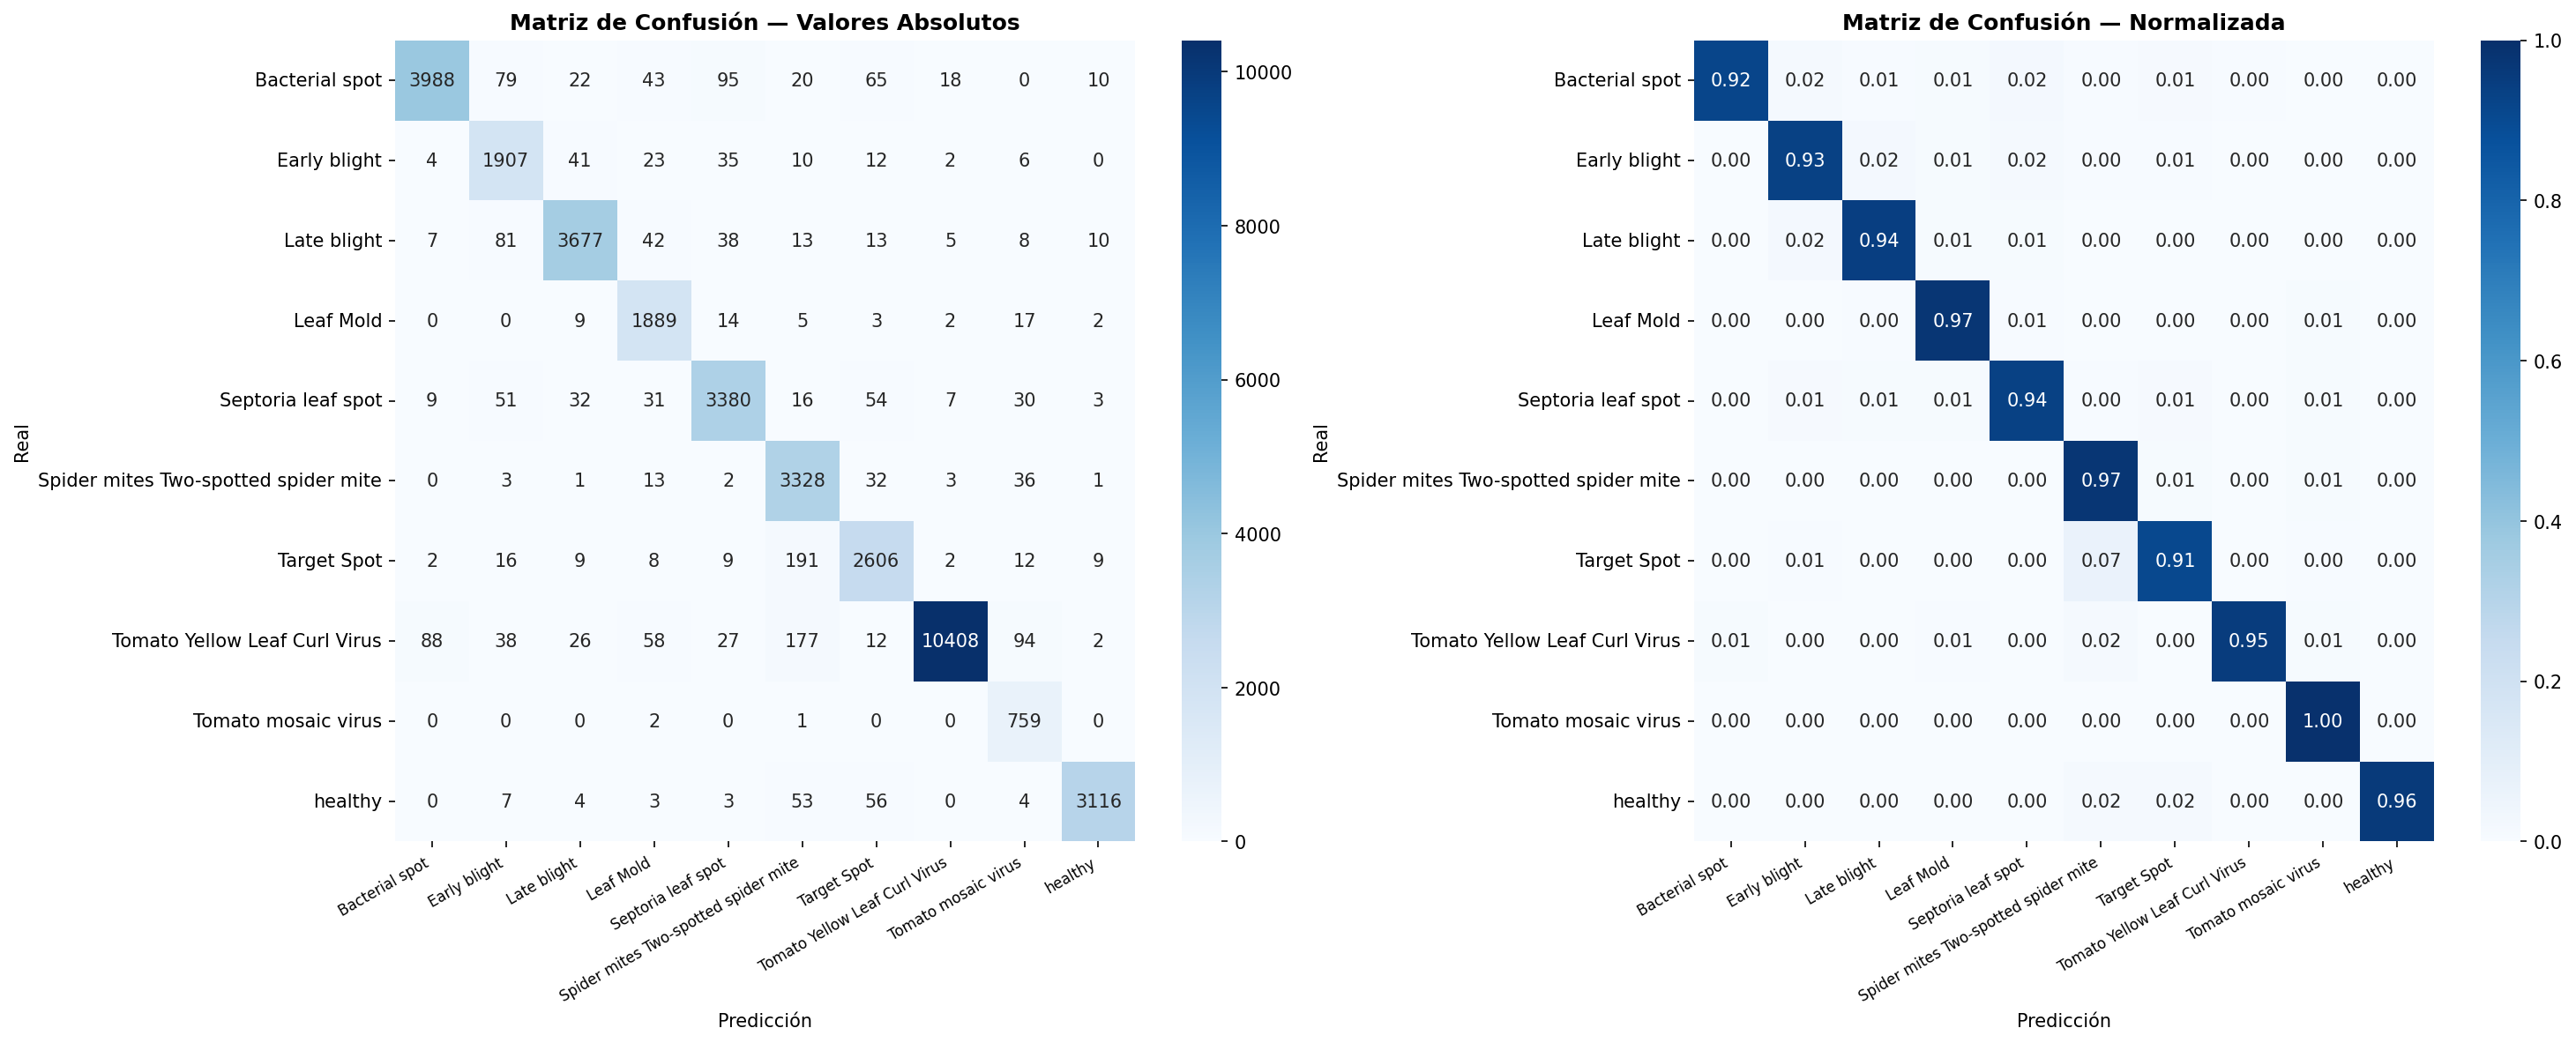 Matriz de Confusión — Valores Absolutos
Real
Bacterial spot 3988 79 22 43 95 20 65 18 0 10
Early blight 4 1907 41 23 35 10 12 2 6 0
Late blight 7 81 3677 42 38 13 13 5 8 10
Leaf Mold 0 0 9 1889 14 5 3 2 17 2
Septoria leaf spot 9 51 32 31 3380 16 54 7 30 3
Spider mites Two-spotted spider mite 0 3 1 13 2 3328 32 3 36 1
Target Spot 2 16 9 8 9 191 2606 2 12 9
Tomato Yellow Leaf Curl Virus 88 38 26 58 27 177 12 10408 94 2
Tomato mosaic virus 0 0 0 2 0 1 0 0 759 0
healthy 0 7 4 3 3 53 56 0 4 3116
Bacterial spot
Early blight
Late blight
Leaf Mold
Septoria leaf spot
Spider mites Two-spotted spider mite
Target Spot
Tomato Yellow Leaf Curl Virus
Tomato mosaic virus
healthy
Predicción
10000
8000
6000
4000
2000
0
Matriz de Confusión — Normalizada
Real
Bacterial spot 0.92 0.02 0.01 0.01 0.02 0.00 0.01 0.00 0.00 0.00
Early blight 0.00 0.93 0.02 0.01 0.02 0.00 0.01 0.00 0.00 0.00
Late blight 0.00 0.02 0.94 0.01 0.01 0.00 0.00 0.00 0.00 0.00
Leaf Mold 0.00 0.00 0.00 0.97 0.01 0.00 0.00 0.00 0.01 0.00
Septoria leaf spot 0.00 0.01 0.01 0.01 0.94 0.00 0.01 0.00 0.01 0.00
Spider mites Two-spotted spider mite 0.00 0.00 0.00 0.00 0.00 0.97 0.01 0.00 0.01 0.00
Target Spot 0.00 0.01 0.00 0.00 0.00 0.07 0.91 0.00 0.00 0.00
Tomato Yellow Leaf Curl Virus 0.01 0.00 0.00 0.01 0.00 0.02 0.00 0.95 0.01 0.00
Tomato mosaic virus 0.00 0.00 0.00 0.00 0.00 0.00 0.00 0.00 1.00 0.00
healthy 0.00 0.00 0.00 0.00 0.00 0.02 0.02 0.00 0.00 0.96
Bacterial spot
Early blight
Late blight
Leaf Mold
Septoria leaf spot
Spider mites Two-spotted spider mite
Target Spot
Tomato Yellow Leaf Curl Virus
Tomato mosaic virus
healthy
Predicción
1.0
0.8
0.6
0.4
0.2
0.0